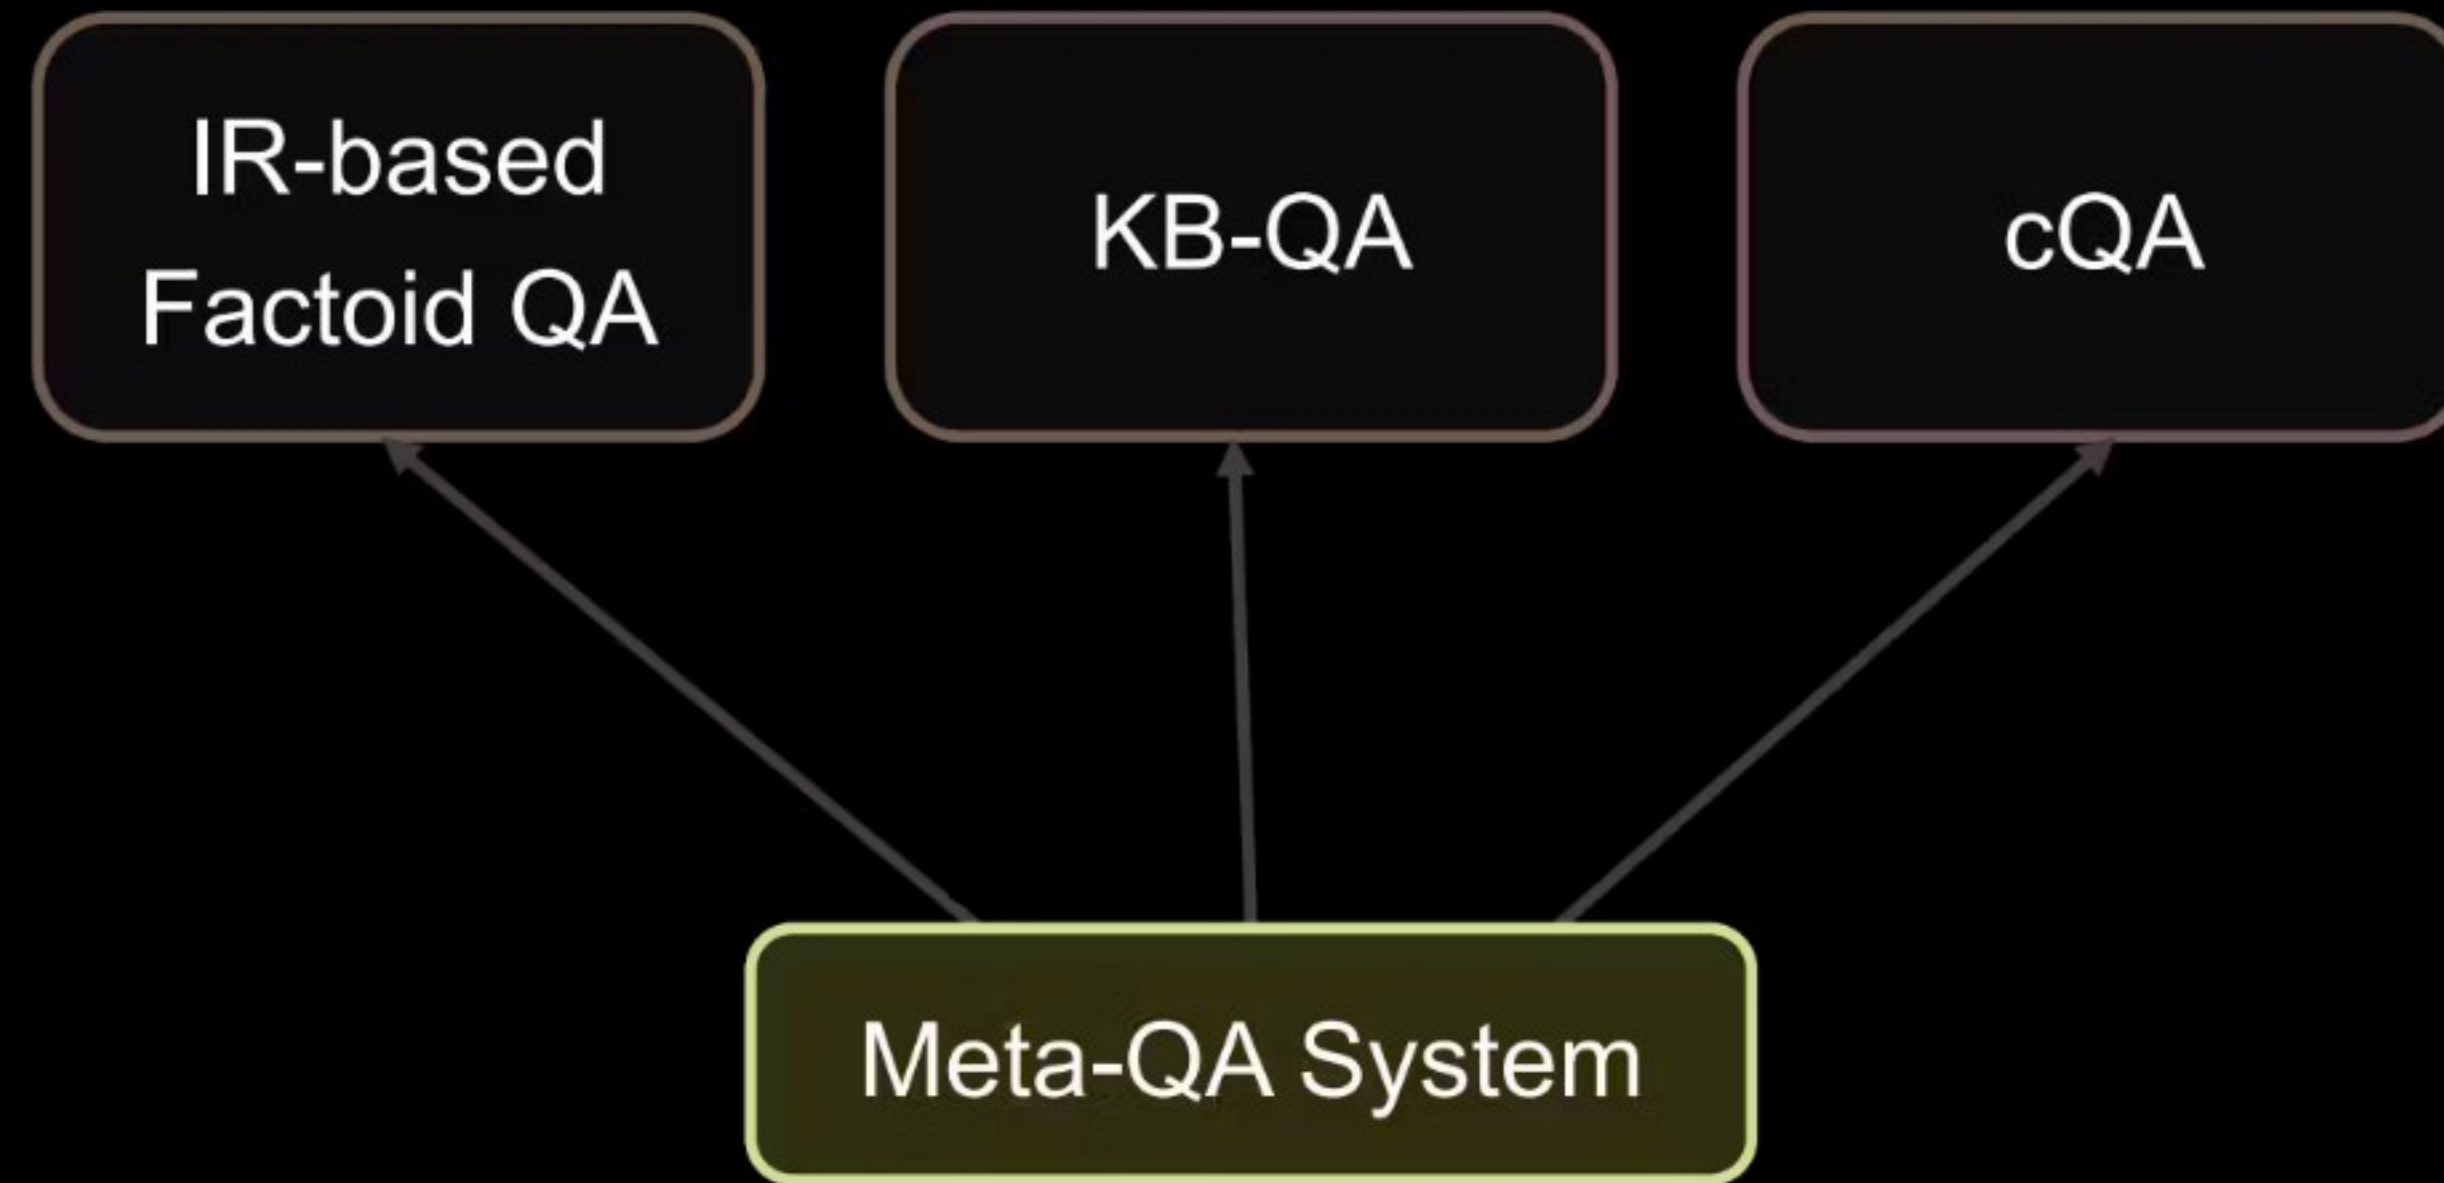 IR-based
Factoid QA
KB-QA
cQA
Meta-QA System